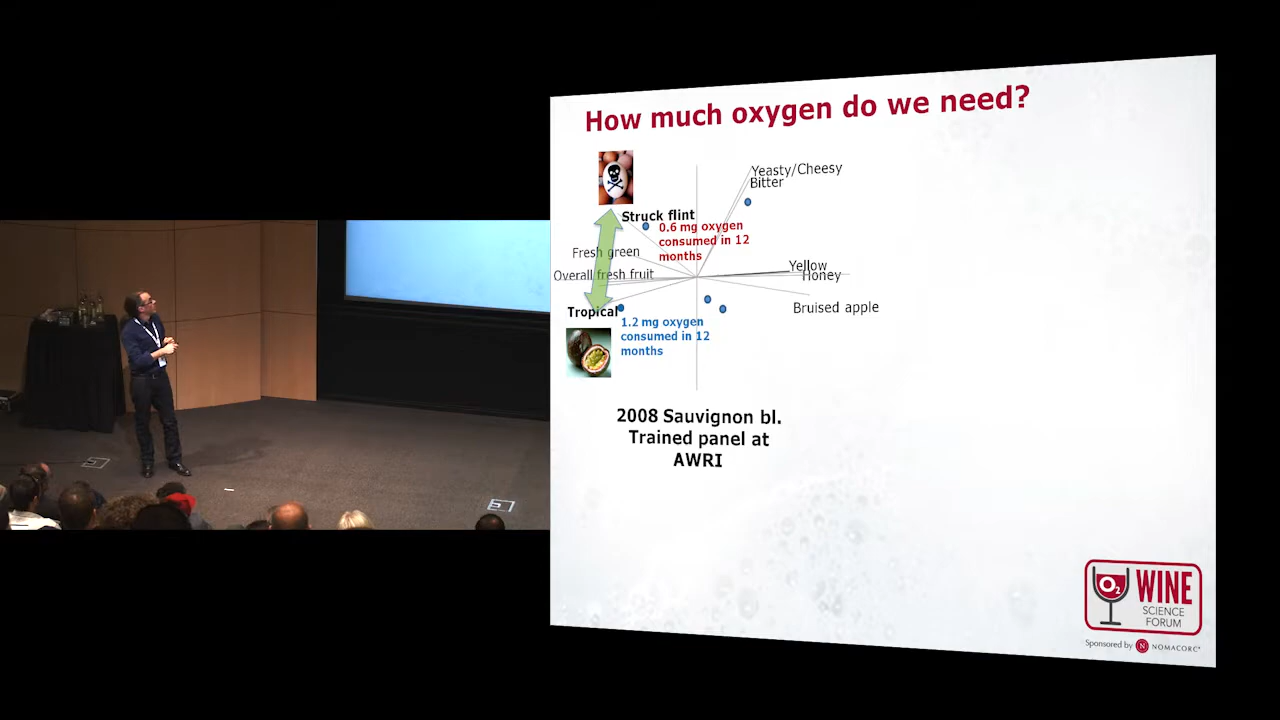 How much oxygen do we need?
Yeasty/Cheesy
Bitter
Struck flint
0.6 mg oxygen
consumed in 12
months
Fresh green
Overall fresh fruit
Yellow
Honey
Bruised apple
Tropical
1.2 mg oxygen
consumed in 12
months
2008 Sauvignon bl.
Trained panel at
AWRI
O2
WINE
SCIENCE
FORUM
Sponsored by N NOMACORC